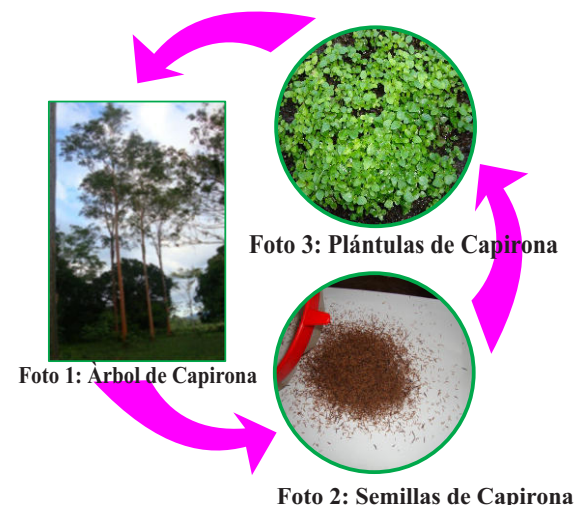 Foto 3: Plántulas de Capirona
Foto 1: Àrbol de Capirona
Foto 2: Semillas de Capirona